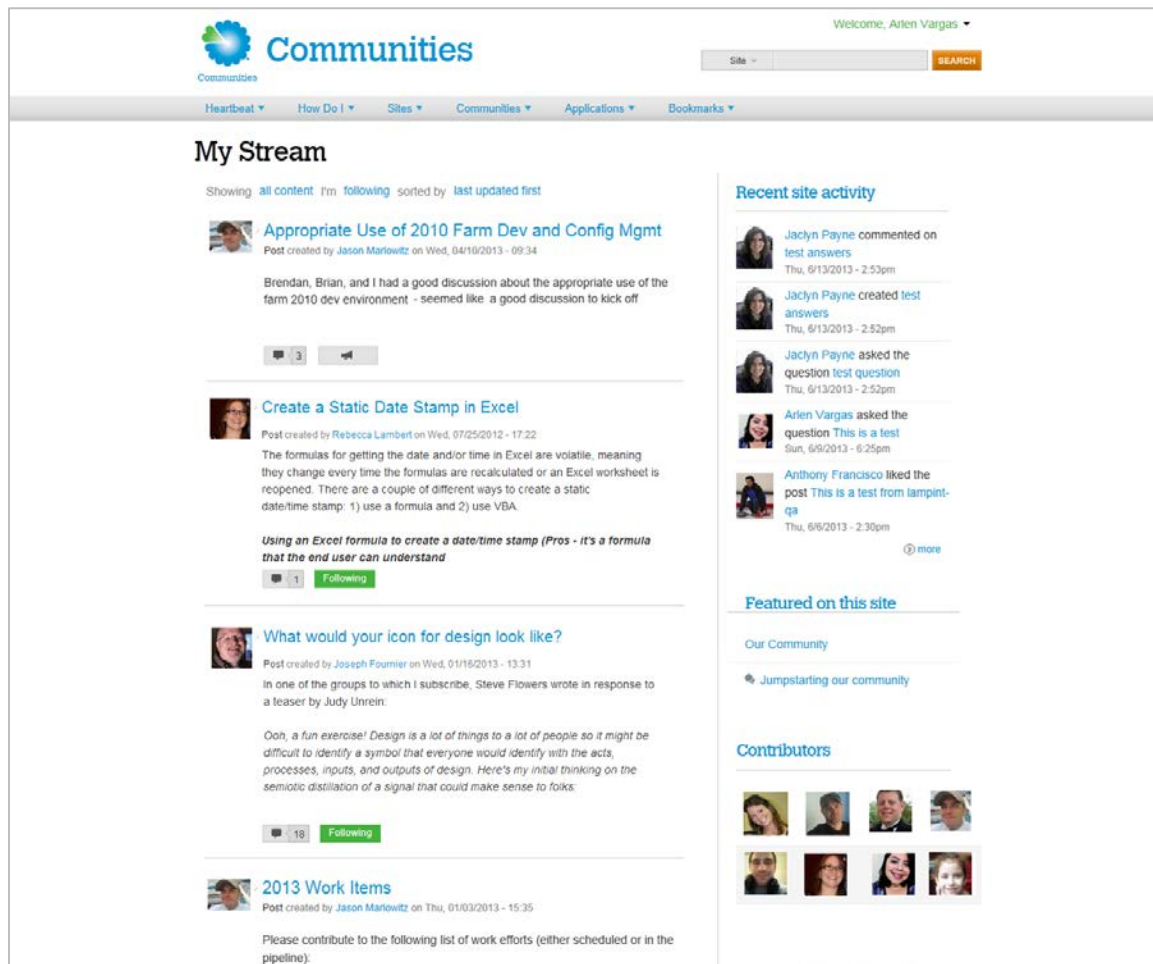 Welcome, Arlen Vargas
Communities
Communities
Site
SEARCH
Heartbeat
How Do I
Sites
Communities
Applications
Bookmarks
My Stream
Showing all content I'm following sorted by last updated first
Appropriate Use of 2010 Farm Dev and Config Mgmt
Post created by Jason Marlowitz on Wed, 04/10/2013 - 09:34
Brendan, Brian, and I had a good discussion about the appropriate use of the
farm 2010 dev environment - seemed like a good discussion to kick off
3
Create a Static Date Stamp in Excel
Post created by Rebecca Lambert on Wed, 07/25/2012 - 17:22
The formulas for getting the date and/or time in Excel are volatile, meaning
they change every time the formulas are recalculated or an Excel worksheet is
reopened. There are a couple of different ways to create a static
date/time stamp: 1) use a formula and 2) use VBA.
Using an Excel formula to create a date/time stamp (Pros - it's a formula
that the end user can understand
1
Following
What would your icon for design look like?
Post created by Joseph Fournier on Wed, 01/16/2013 - 13:31
In one of the groups to which I subscribe, Steve Flowers wrote in response to
a teaser by Judy Unrein:
Ooh, a fun exercise! Design is a lot of things to a lot of people so it might be
difficult to identify a symbol that everyone would identify with the acts,
processes, inputs, and outputs of design. Here's my initial thinking on the
semiotic distillation of a signal that could make sense to folks:
18
Following
2013 Work Items
Post created by Jason Marlowitz on Thu, 01/03/2013 - 15:35
Please contribute to the following list of work efforts (either scheduled or in the
pipeline):
Recent site activity
Jaclyn Payne commented on
test answers
Thu, 6/13/2013 - 2:53pm
Jaclyn Payne created test
answers
Thu, 6/13/2013 - 2:52pm
Jaclyn Payne asked the
question test question
Thu, 6/13/2013 - 2:52pm
Arlen Vargas asked the
question This is a test
Sun, 6/9/2013 - 6:25pm
Anthony Francisco liked the
post This is a test from lampint-
qa
Thu, 6/6/2013 - 2:30pm
more
Featured on this site
Our Community
Jumpstarting our community
Contributors